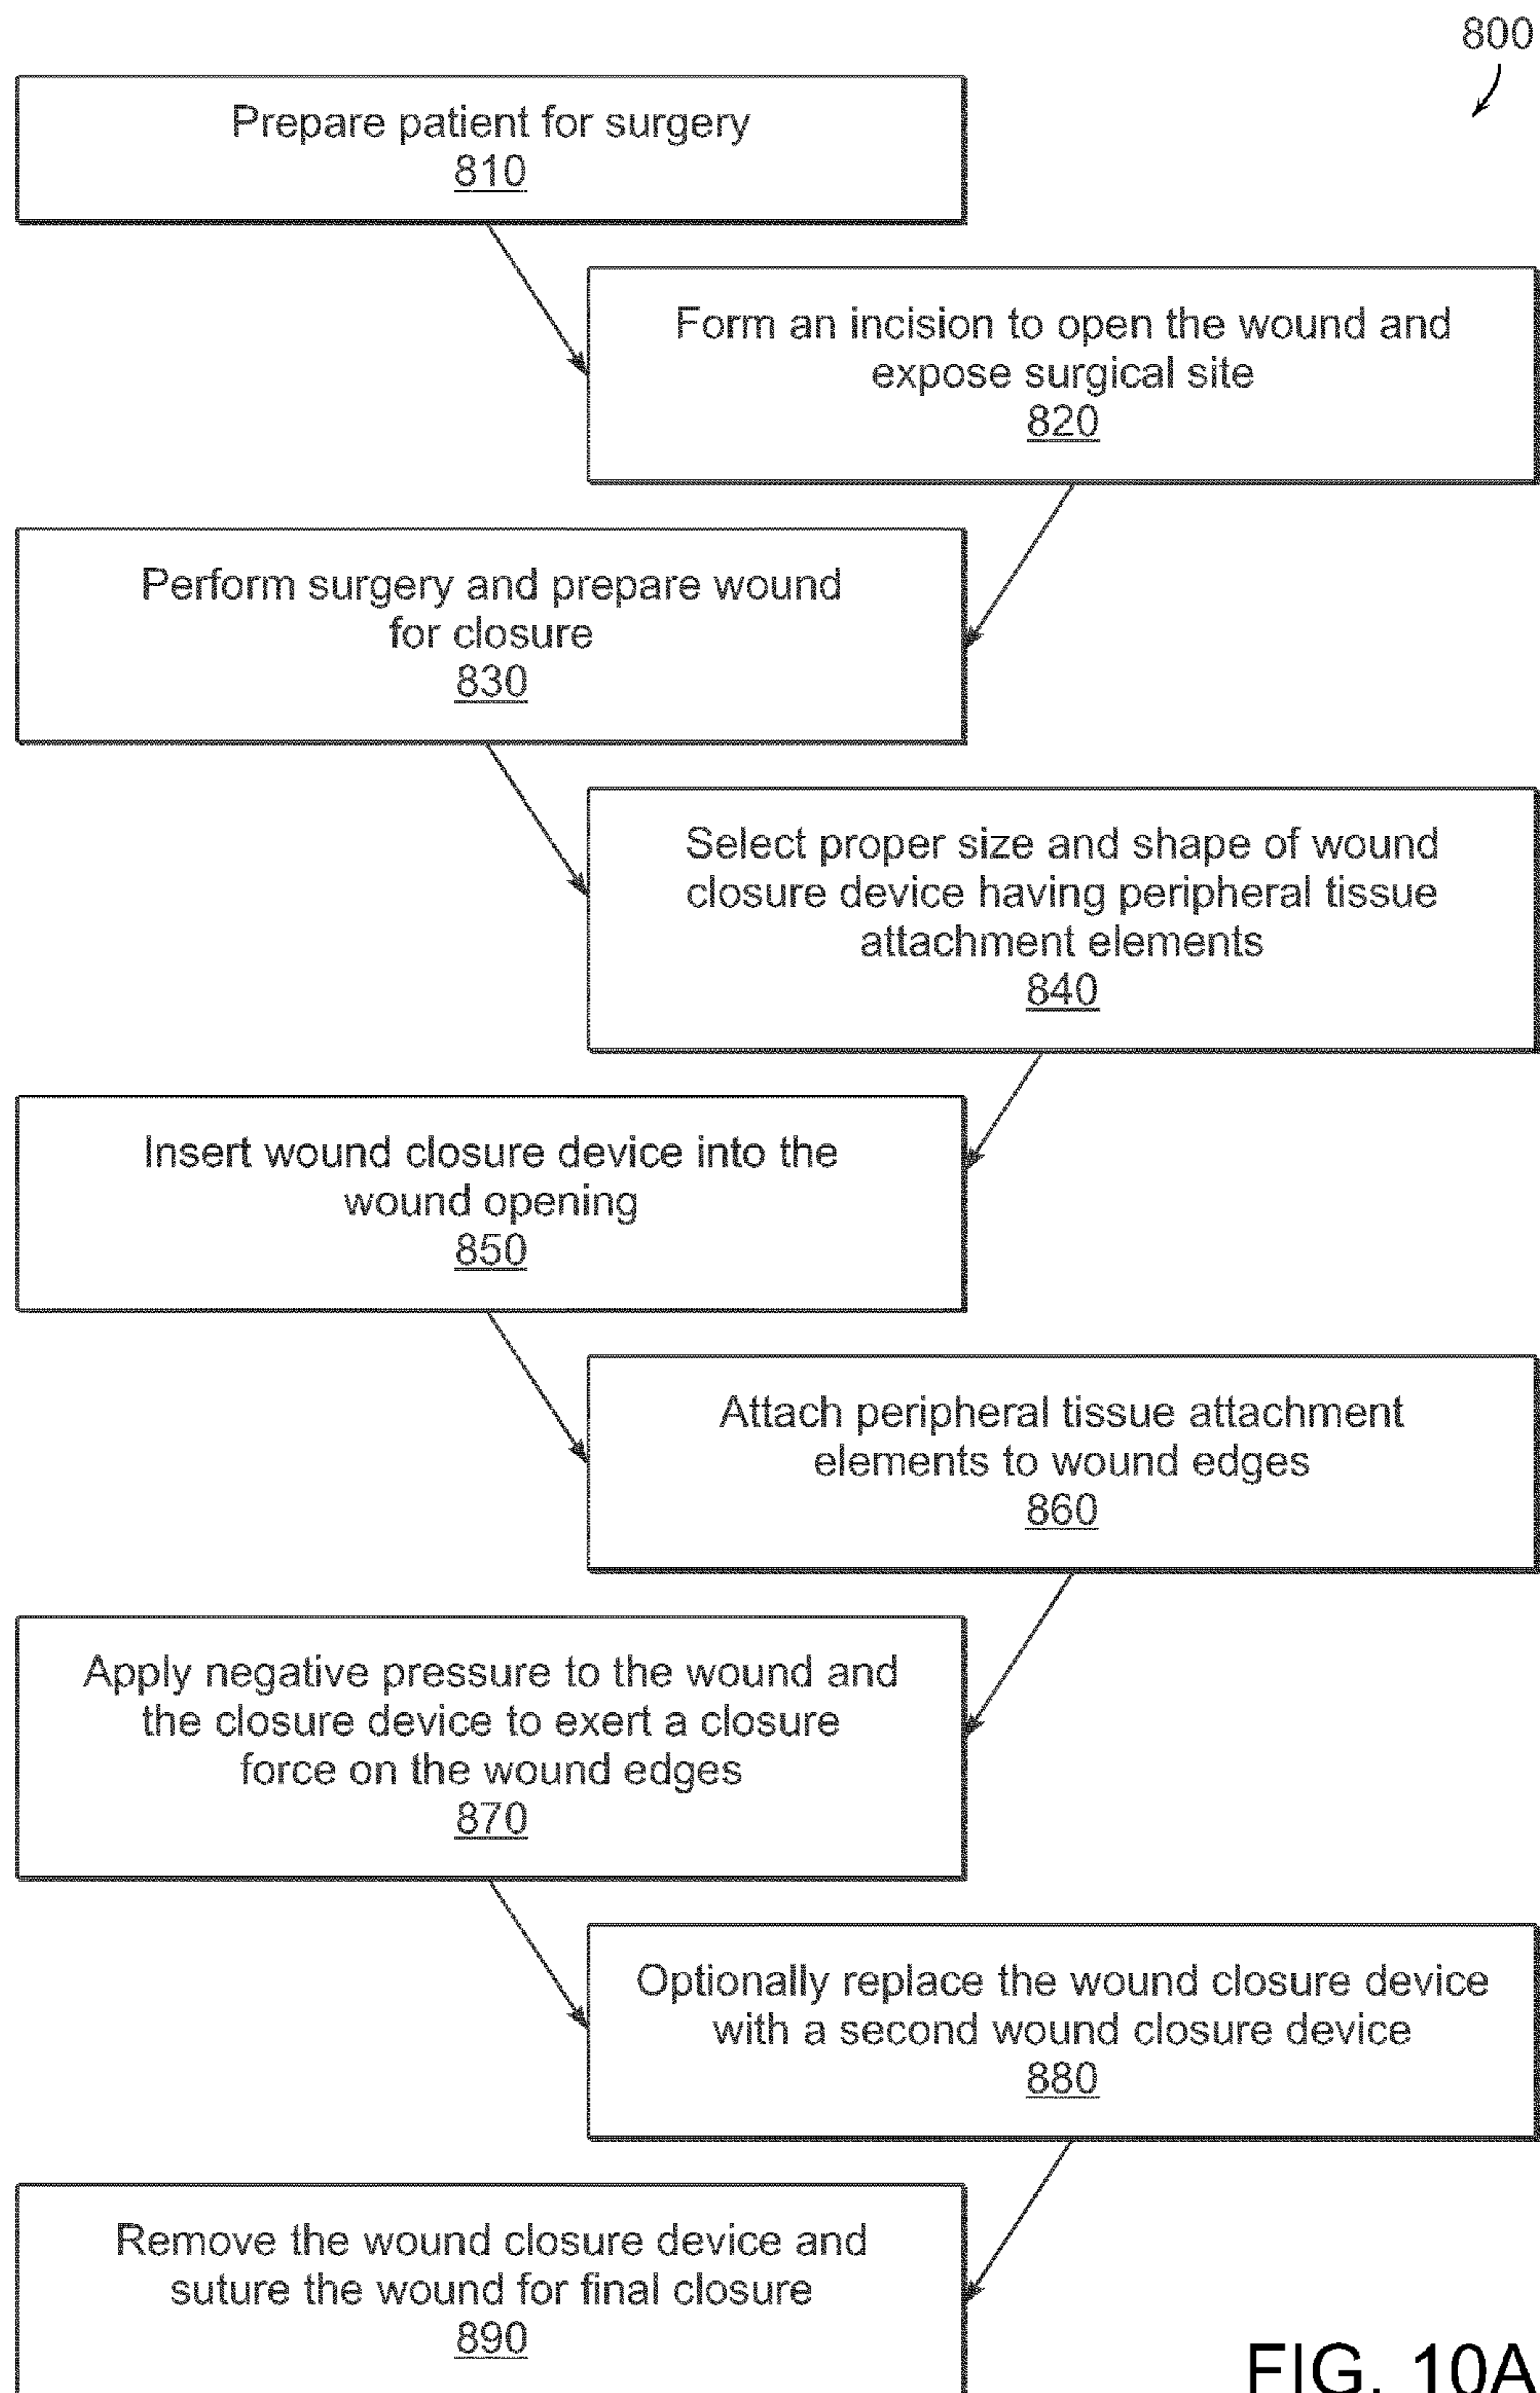 800
Prepare patient for surgery
810
Form an incision to open the wound and
expose surgical site
820
Perform surgery and prepare wound
for closure
830
Select proper size and shape of wound
closure device having peripheral tissue
attachment elements
840
Insert wound closure device into the
wound opening
850
Attach peripheral tissue attachment
elements to wound edges
860
Apply negative pressure to the wound and
the closure device to exert a closure
force on the wound edges
870
Optionally replace the wound closure device
with a second wound closure device
880
Remove the wound closure device and
suture the wound for final closure
890
FIG. 10A